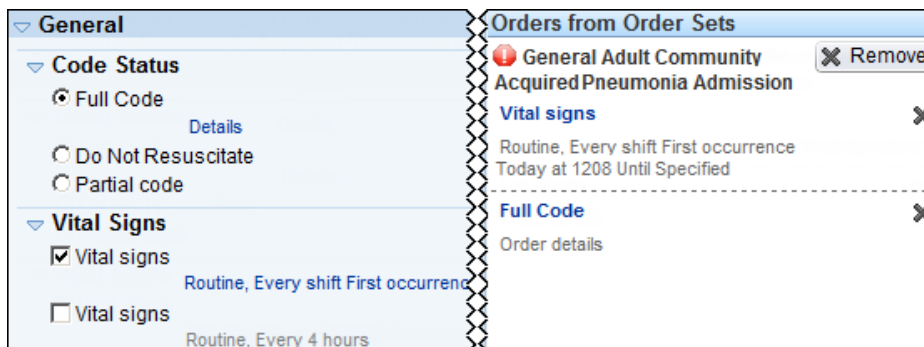 General
Code Status
Full Code
Details
Do Not Resuscitate
Partial code
Vital Signs
Vital signs
Routine, Every shift First occurrenc
Vital signs
Routine, Every 4 hours
Orders from Order Sets
General Adult Community
Acquired Pneumonia Admission
Remove
Vital signs
Routine, Every shift First occurrence
Today at 1208 Until Specified
Full Code
Order details